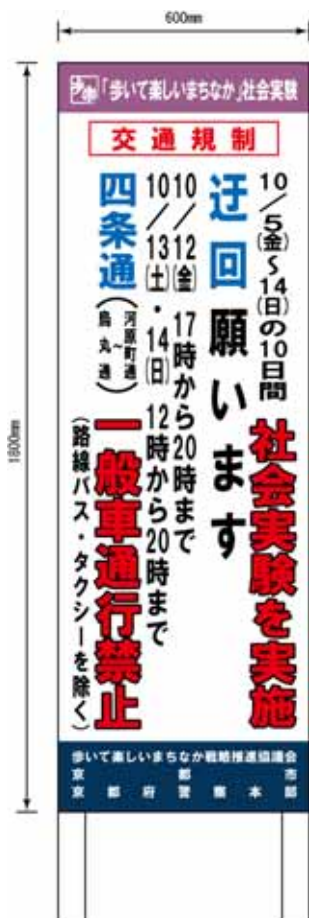 600mm
1800mm
「歩いて楽しいまちなか」社会実験
交通規制
10/5(金)～14(日)の10日間 社会実験を実施
迂回願います
10/12(金) 17時から20時まで
10/13(土)・14(日) 12時から20時まで
四条通(河原町通～烏丸通)一般車通行禁止
(路線バス・タクシーを除く)
歩いて楽しいまちなか戦略推進協議会
京都市
京都府警察本部